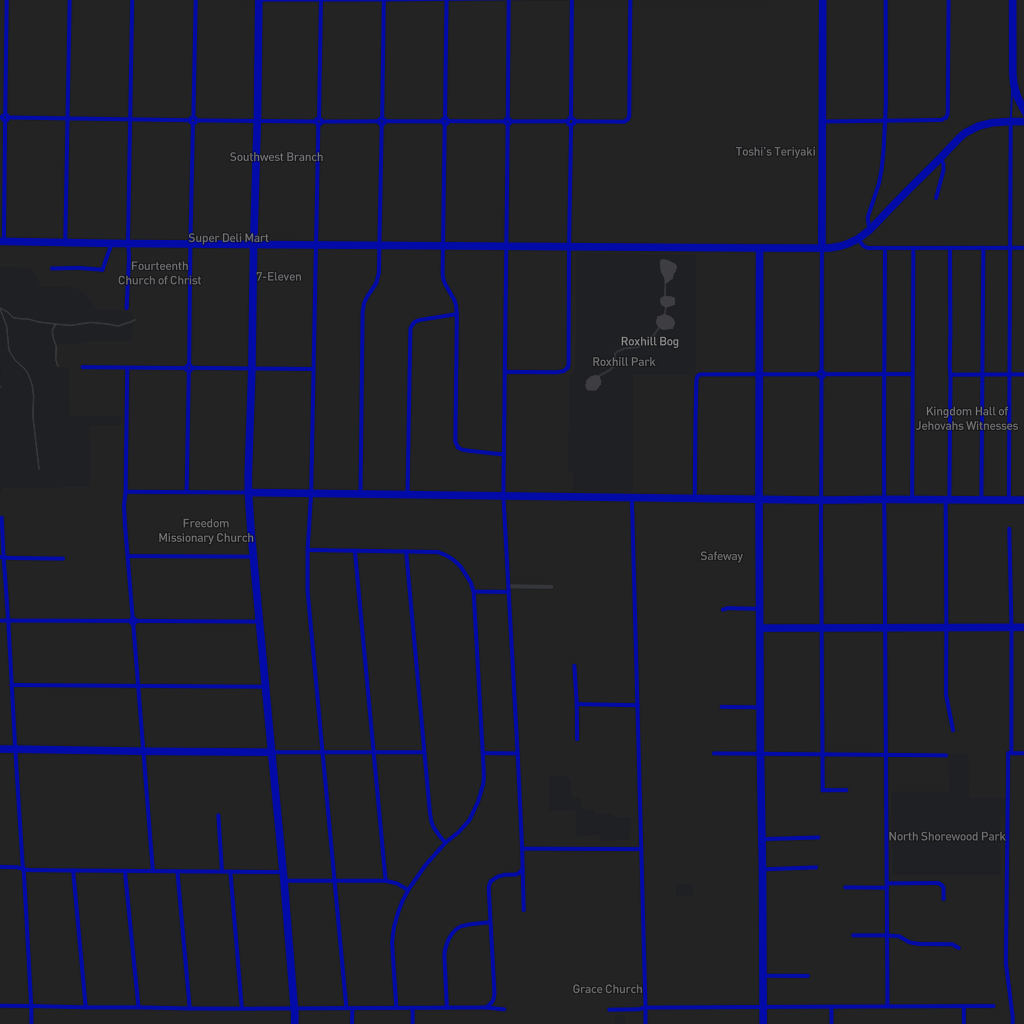 Toshi's Teriyaki
Southwest Branch
Super Deli Mart
Fourteenth
Church of Christ
7-Eleven
Roxhill Bog
Roxhill Park
Kingdom Hall of
Jehovahs Witnesses
Freedom
Missionary Church
Safeway
North Shorewood Park
Grace Church